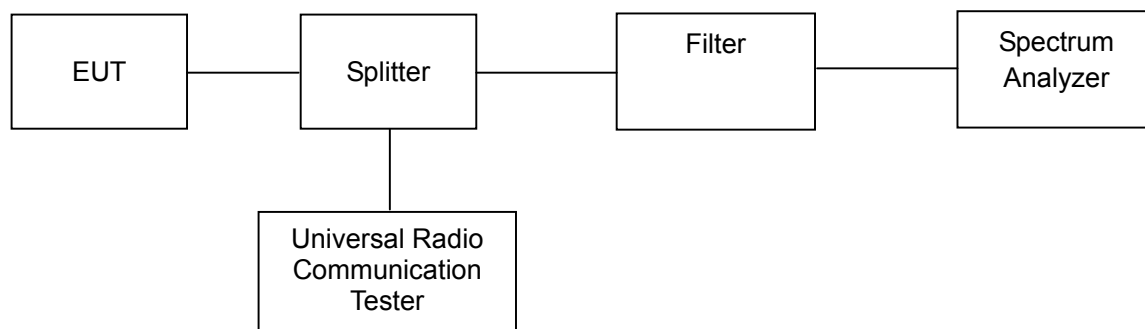 EUT
Splitter
Filter
Spectrum
Analyzer
Universal Radio
Communication
Tester